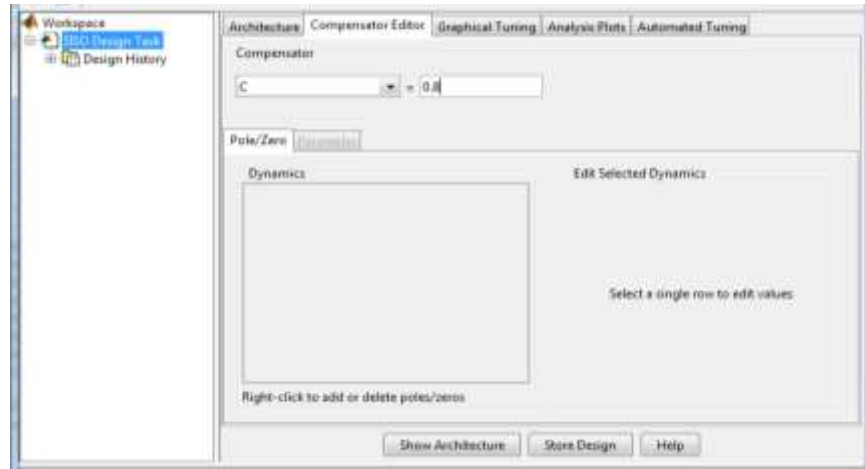 Workspace
SISO Design Task
Design History
Architecture Compensator Editor Graphical Tuning Analysis Plots Automated Tuning
Compensator
C = 0.8
Pole/Zero Parameter
Dynamics Edit Selected Dynamics
Select a single row to edit values
Right-click to add or delete poles/zeros
Show Architecture Store Design Help